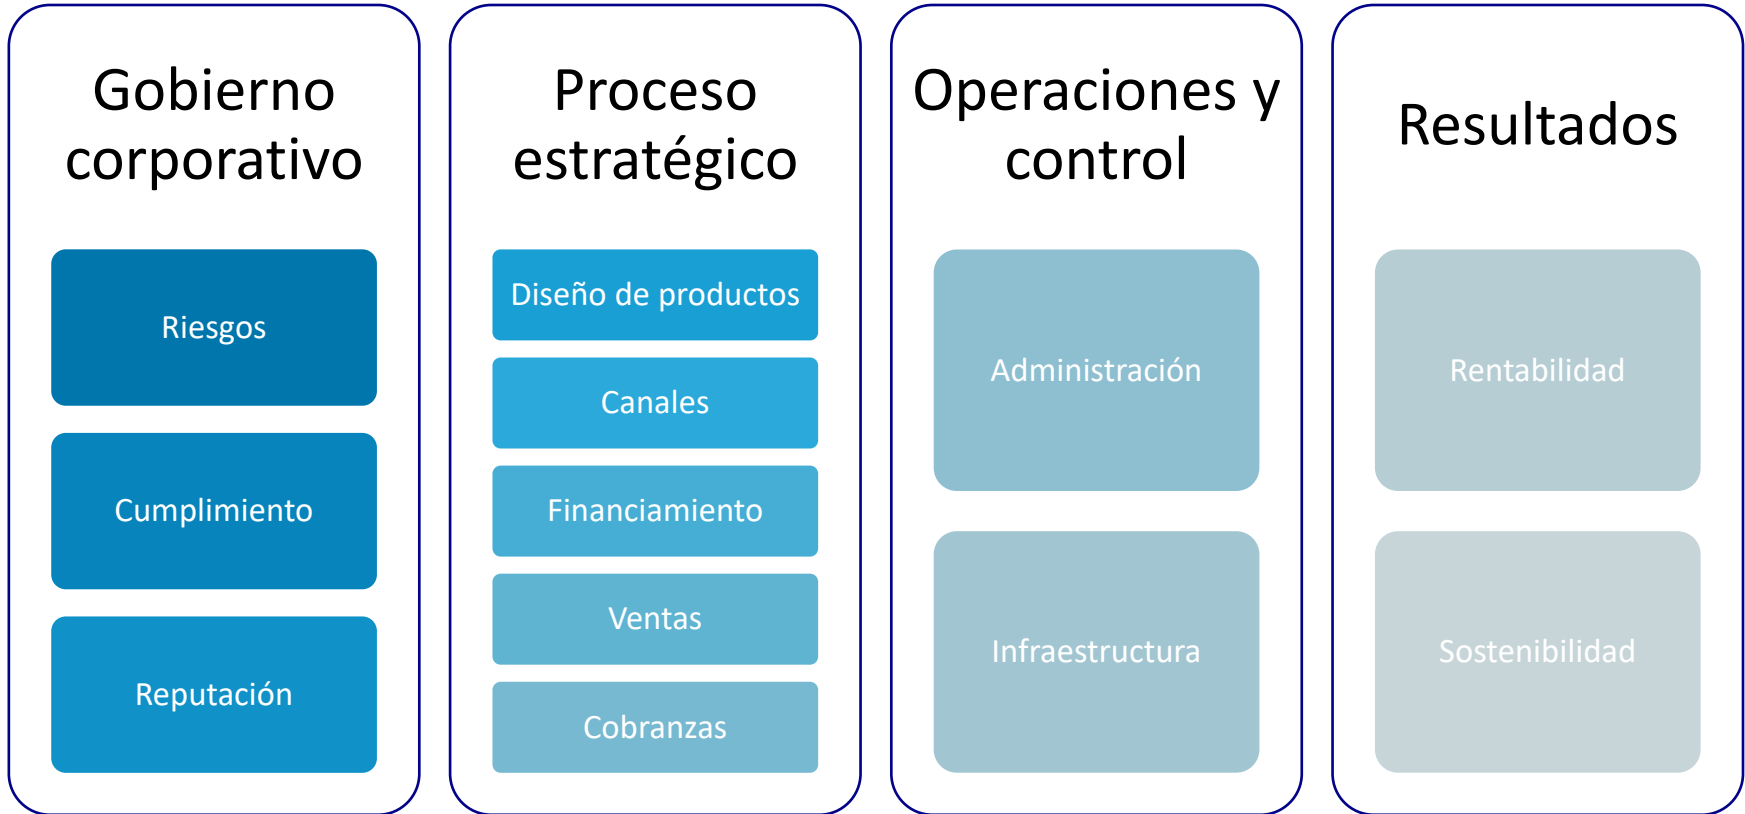 Gobierno
corporativo
Riesgos
Cumplimiento
Reputación
Proceso
estratégico
Diseño de productos
Canales
Financiamiento
Ventas
Cobranzas
Operaciones y
control
Administración
Infraestructura
Resultados
Rentabilidad
Sostenibilidad